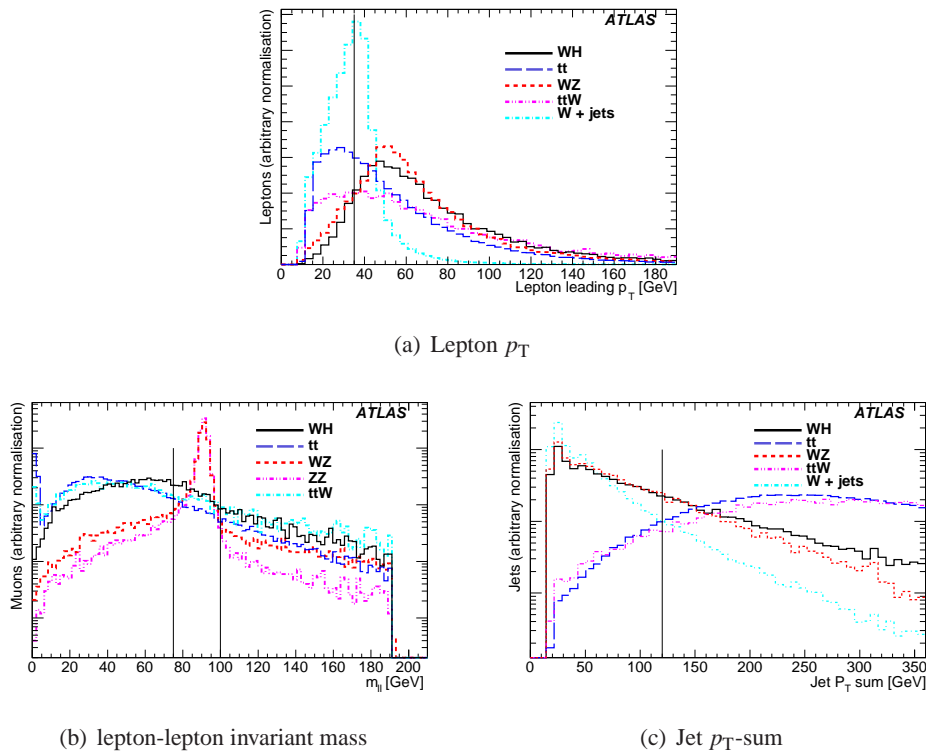 Leptons (arbitrary normalisation)
ATLAS
WH
tt
WZ
ttW
W + jets
0 20 40 60 80 100 120 140 160 180
Lepton leading p_T [GeV]
(a) Lepton p_T
Muons (arbitrary normalisation)
ATLAS
WH
tt
WZ
ZZ
ttW
0 20 40 60 80 100 120 140 160 180 200
m_ll [GeV]
(b) lepton-lepton invariant mass
Jets (arbitrary normalisation)
ATLAS
WH
tt
WZ
ttW
W + jets
0 50 100 150 200 250 300 350
Jet P_T sum [GeV]
(c) Jet p_T-sum